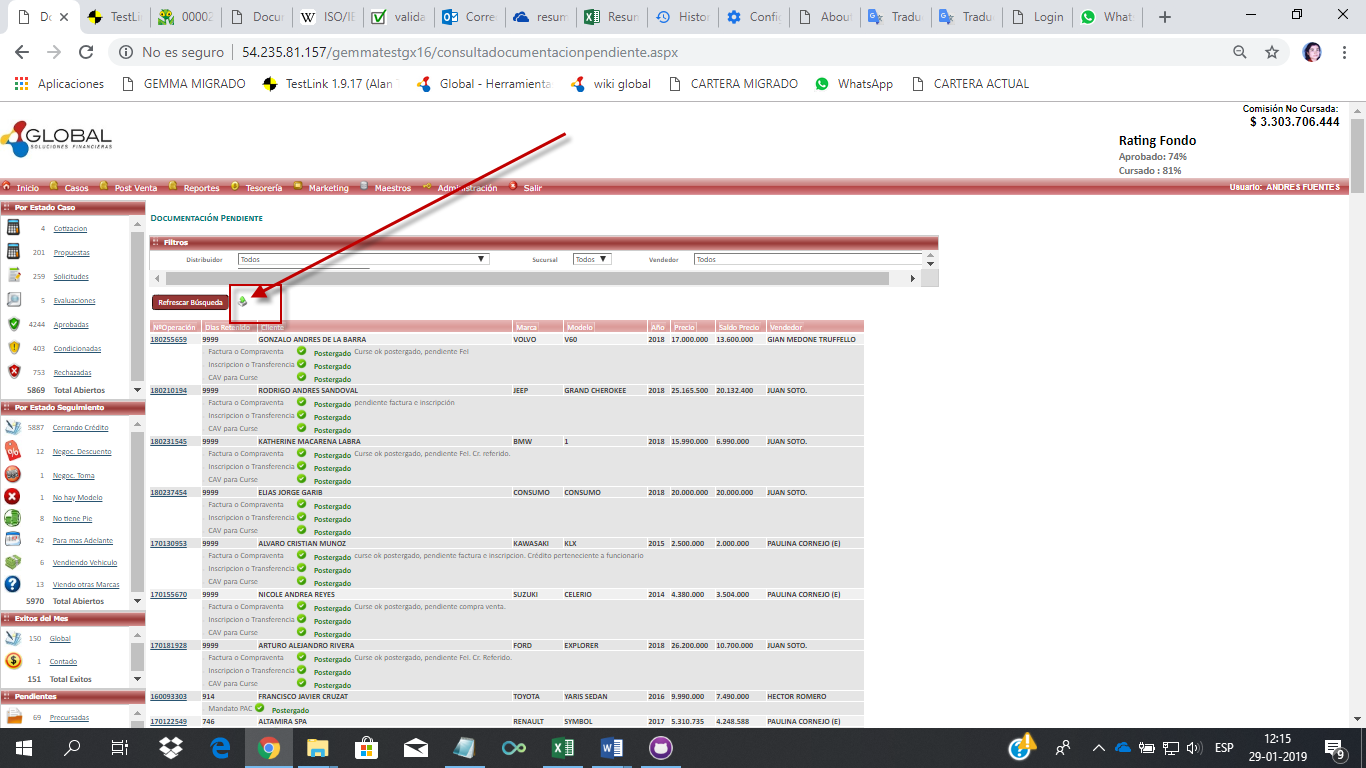 Do
TestLi
00002
Docur
ISO/IE
valida
Corre
resum
Resun
Histor
Config
About
Tradu
Tradu
Login
What
No es seguro | 54.235.81.157/gemmatestgx16/consultadocumentacionpendiente.aspx
Aplicaciones GEMMA MIGRADO TestLink 1.9.17 (Alan Global - Herramienta wiki global CARTERA MIGRADO WhatsApp CARTERA ACTUAL
Comisión No Cursada:
$ 3.303.706.444
GLOBAL
SOLUCIONES FINANCIERAS
Rating Fondo
Aprobado: 74%
Cursado : 81%
Inicio Casos Post Venta Reportes Tesorería Marketing Maestros Administración Salir Usuario: ANDRES FUENTES
Por Estado Caso
4 Cotizacion
201 Propuestas
259 Solicitudes
5 Evaluaciones
4244 Aprobadas
403 Condicionadas
753 Rechazadas
5869 Total Abiertos
Por Estado Seguimiento
5887 Cerrando Crédito
12 Negoc. Descuento
1 Negoc. Toma
1 No hay Modelo
8 No tiene Pie
42 Para mas Adelante
6 Vendiendo Vehiculo
13 Viendo otras Marcas
5970 Total Abiertos
Exitos del Mes
150 Global
1 Contado
151 Total Exitos
Pendientes
69 Precursadas
Documentación Pendiente
Filtros
Distribuidor Todos Sucursal Todos Vendedor Todos
Refrescar Búsqueda
NºOperación Días Retenido Cliente Marca Modelo Año Precio Saldo Precio Vendedor
180255659 9999 GONZALO ANDRES DE LA BARRA VOLVO V60 2018 17.000.000 13.600.000 GIAN MEDONE TRUFFELLO
Factura o Compraventa Postergado Curse ok postergado, pendiente Fel
Inscripcion o Transferencia Postergado
CAV para Curse Postergado
180210194 9999 RODRIGO ANDRES SANDOVAL JEEP GRAND CHEROKEE 2018 25.165.500 20.132.400 JUAN SOTO.
Factura o Compraventa Postergado pendiente factura e inscripción
Inscripcion o Transferencia Postergado
CAV para Curse Postergado
180231545 9999 KATHERINE MACARENA LABRA BMW 1 2018 15.990.000 6.990.000 JUAN SOTO.
Factura o Compraventa Postergado Curse ok postergado, pendiente Fel. Cr. referido.
Inscripcion o Transferencia Postergado
CAV para Curse Postergado
180237454 9999 ELIAS JORGE GARIB CONSUMO CONSUMO 2018 20.000.000 20.000.000 JUAN SOTO.
Factura o Compraventa Postergado
Inscripcion o Transferencia Postergado
CAV para Curse Postergado
170130953 9999 ALVARO CRISTIAN MUNOZ KAWASAKI KLX 2015 2.500.000 2.000.000 PAULINA CORNEJO (E)
Factura o Compraventa Postergado curse ok postergado, pendiente factura e inscripcion. Crédito perteneciente a funcionario
Inscripcion o Transferencia Postergado
CAV para Curse Postergado
170155670 9999 NICOLE ANDREA REYES SUZUKI CELERIO 2014 4.380.000 3.504.000 PAULINA CORNEJO (E)
Factura o Compraventa Postergado Curse ok postergado, pendiente compra venta.
Inscripcion o Transferencia Postergado
CAV para Curse Postergado
170181928 9999 ARTURO ALEJANDRO RIVERA FORD EXPLORER 2018 26.200.000 10.700.000 JUAN SOTO.
Factura o Compraventa Postergado Curse ok postergado, pendiente Fel. Cr. Referido.
Inscripcion o Transferencia Postergado
CAV para Curse Postergado
160093303 914 FRANCISCO JAVIER CRUZAT TOYOTA YARIS SEDAN 2016 9.990.000 7.490.000 HECTOR ROMERO
Mandato PAC Postergado
170122549 746 ALTAMIRA SPA RENAULT SYMBOL 2017 5.310.735 4.248.588 PAULINA CORNEJO (E)
ESP
12:15
29-01-2019
9